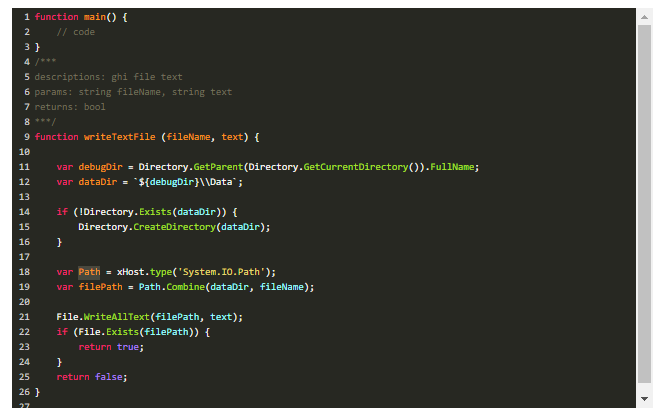 1 function main() {
2     // code
3 }
4 /***
5 descriptions: ghi file text
6 params: string fileName, string text
7 returns: bool
8 ***/
9 function writeTextFile (fileName, text) {
10
11     var debugDir = Directory.GetParent(Directory.GetCurrentDirectory()).FullName;
12     var dataDir = `${debugDir}\\Data`;
13
14     if (!Directory.Exists(dataDir)) {
15         Directory.CreateDirectory(dataDir);
16     }
17
18     var Path = xHost.type('System.IO.Path');
19     var filePath = Path.Combine(dataDir, fileName);
20
21     File.WriteAllText(filePath, text);
22     if (File.Exists(filePath)) {
23         return true;
24     }
25     return false;
26 }
27